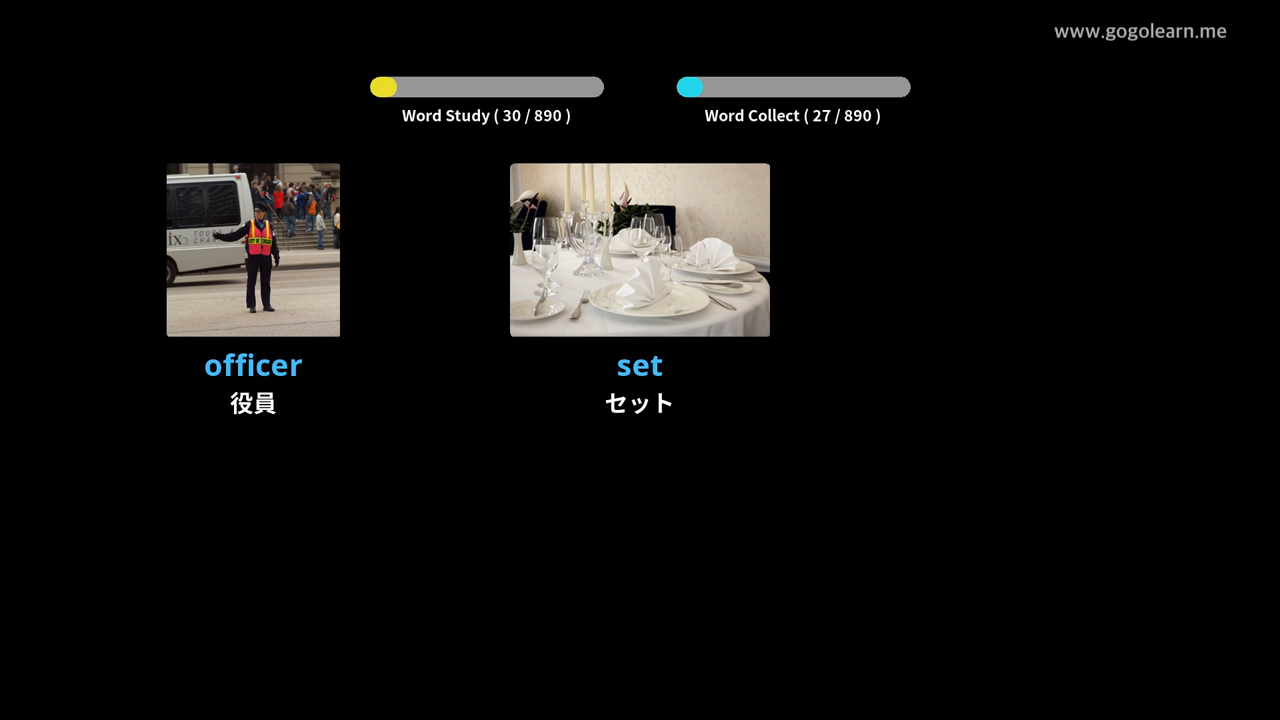 www.gogolearn.me
Word Study ( 30 / 890 )
Word Collect ( 27 / 890 )
officer
役員
set
セット